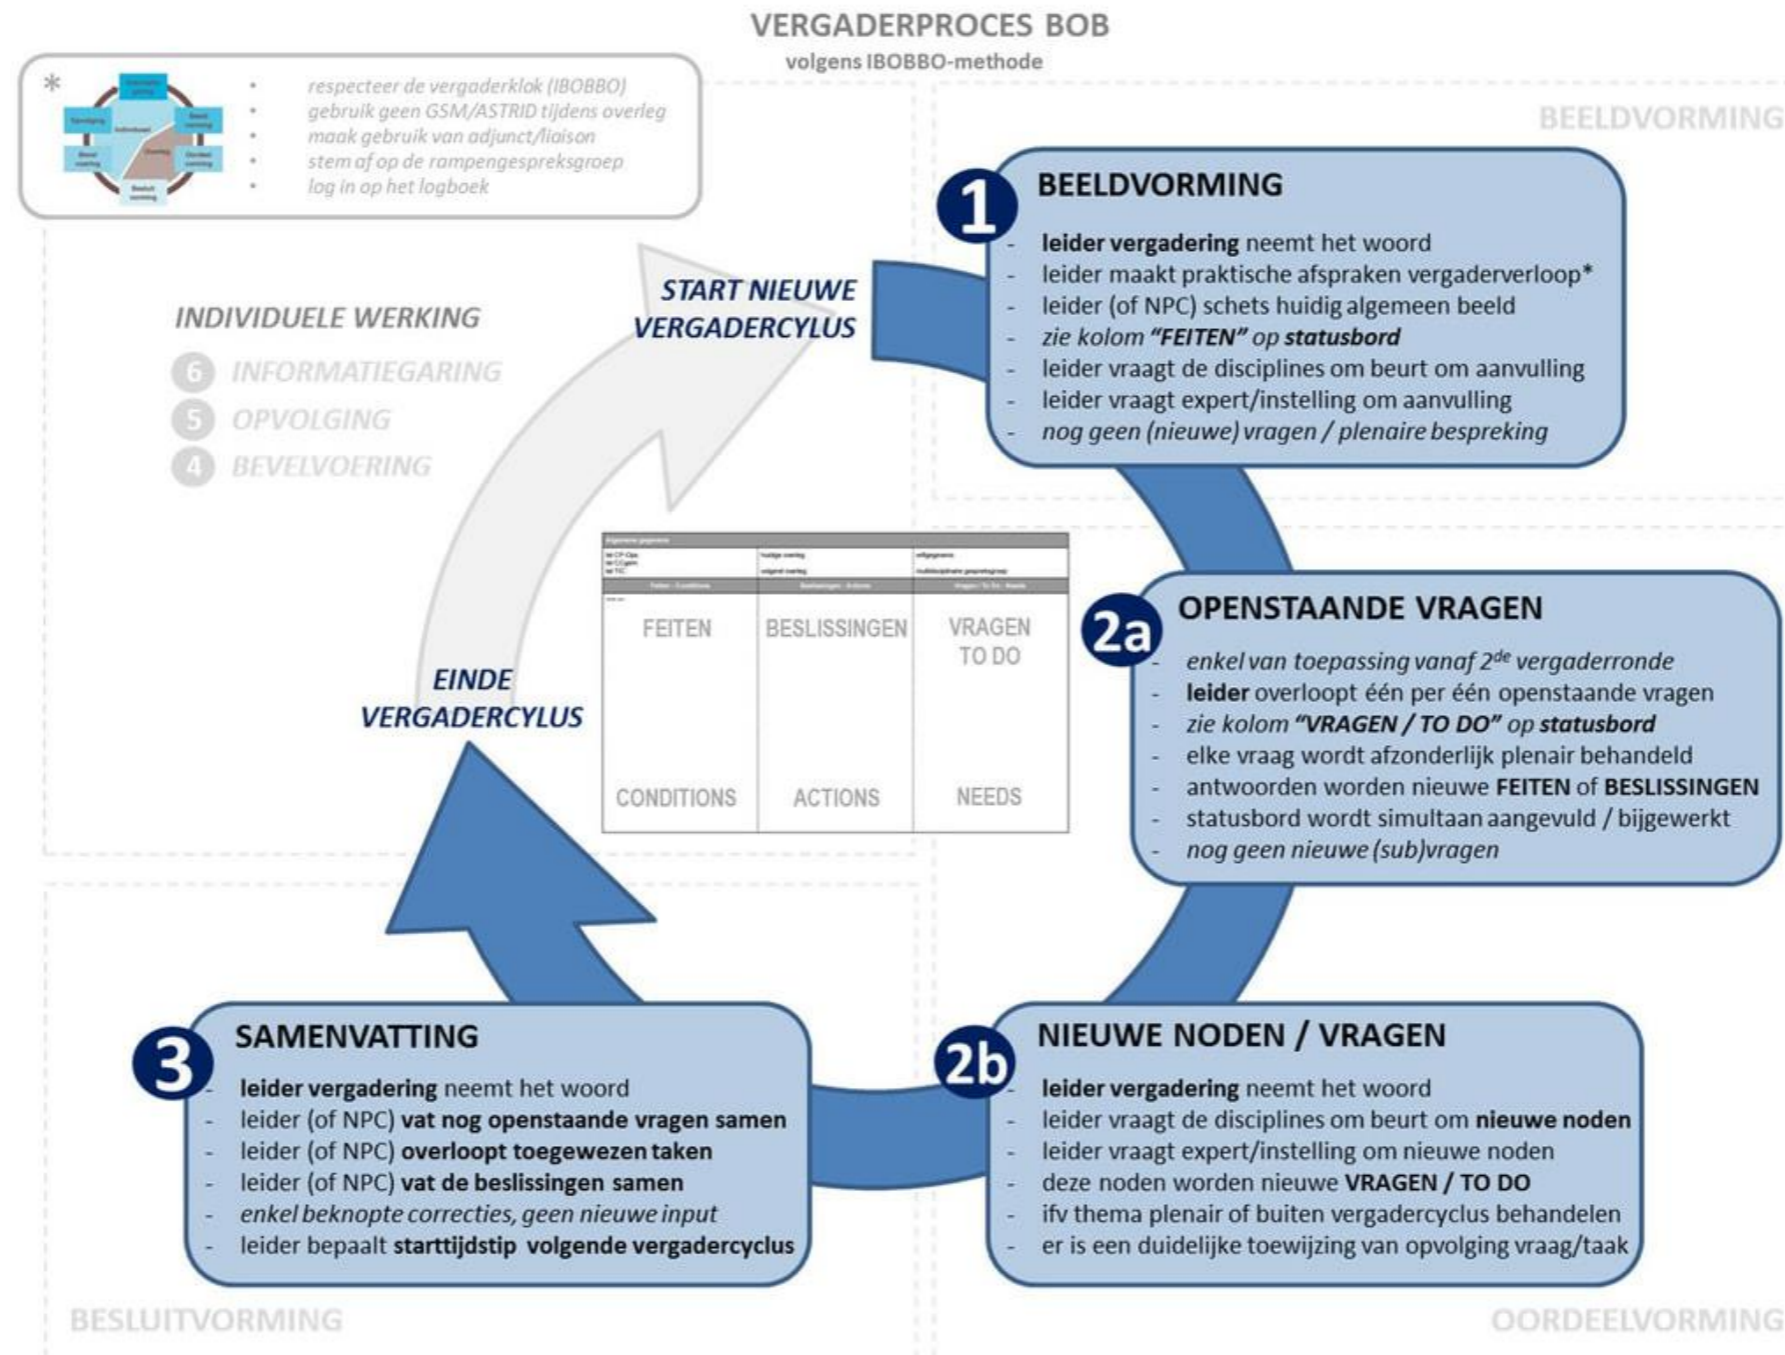 VERGADERPROCES BOB
volgens IBOBBO-methode
*
• respecteer de vergaderklok (IBOBBO)
• gebruik geen GSM/ASTRID tijdens overleg
• maak gebruik van adjunct/liaison
• stem af op de rampengespreksgroep
• log in op het logboek
BEELDVORMING
1
BEELDVORMING
- leider vergadering neemt het woord
- leider maakt praktische afspraken vergaderverloop*
- leider (of NPC) schets huidig algemeen beeld
- zie kolom “FEITEN” op statusbord
- leider vraagt de disciplines om beurt om aanvulling
- leider vraagt expert/instelling om aanvulling
- nog geen (nieuwe) vragen / plenaire bespreking
START NIEUWE
VERGADERCYLUS
INDIVIDUELE WERKING
6 INFORMATIEGARING
5 OPVOLGING
4 BEVELVOERING
FEITEN
BESLISSINGEN
VRAGEN
TO DO
CONDITIONS
ACTIONS
NEEDS
2a
OPENSTAANDE VRAGEN
- enkel van toepassing vanaf 2de vergaderronde
- leider overloopt één per één openstaande vragen
- zie kolom “VRAGEN / TO DO” op statusbord
- elke vraag wordt afzonderlijk plenair behandeld
- antwoorden worden nieuwe FEITEN of BESLISSINGEN
- statusbord wordt simultaan aangevuld / bijgewerkt
- nog geen nieuwe (sub)vragen
EINDE
VERGADERCYLUS
2b
NIEUWE NODEN / VRAGEN
- leider vergadering neemt het woord
- leider vraagt de disciplines om beurt om nieuwe noden
- leider vraagt expert/instelling om nieuwe noden
- deze noden worden nieuwe VRAGEN / TO DO
- ifv thema plenair of buiten vergadercyclus behandelen
- er is een duidelijke toewijzing van opvolging vraag/taak
3
SAMENVATTING
- leider vergadering neemt het woord
- leider (of NPC) vat nog openstaande vragen samen
- leider (of NPC) overloopt toegewezen taken
- leider (of NPC) vat de beslissingen samen
- enkel beknopte correcties, geen nieuwe input
- leider bepaalt starttijdstip volgende vergadercyclus
BESLUITVORMING
OORDEELVORMING